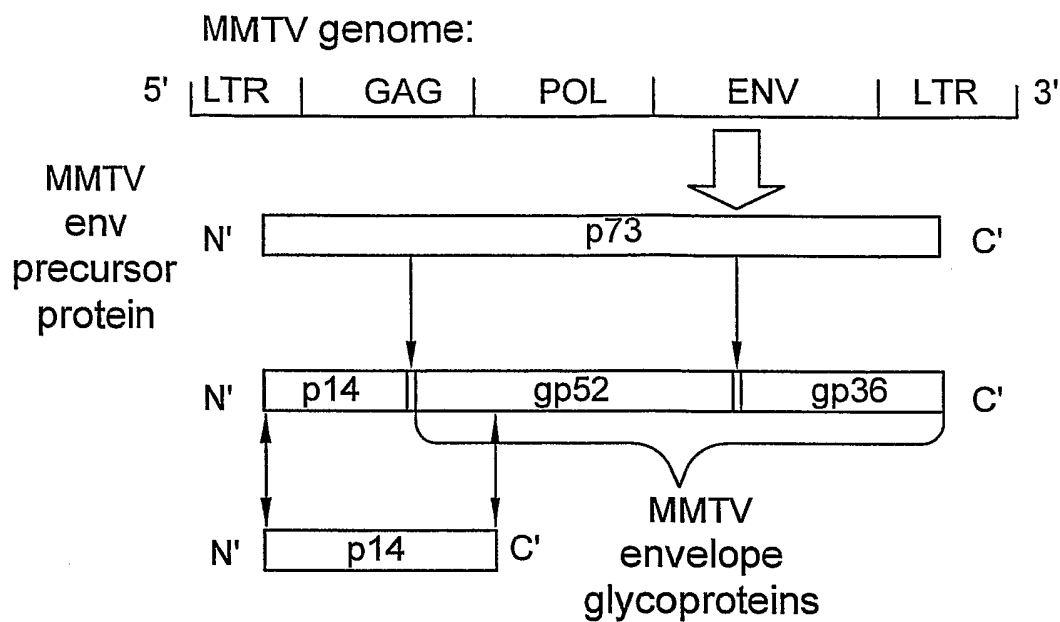 MMTV genome:
5' LTR GAG POL ENV LTR 3'
MMTV
env
precursor
protein
N' p73 C'
N' p14 gp52 gp36 C'
N' p14 C'
MMTV
envelope
glycoproteins